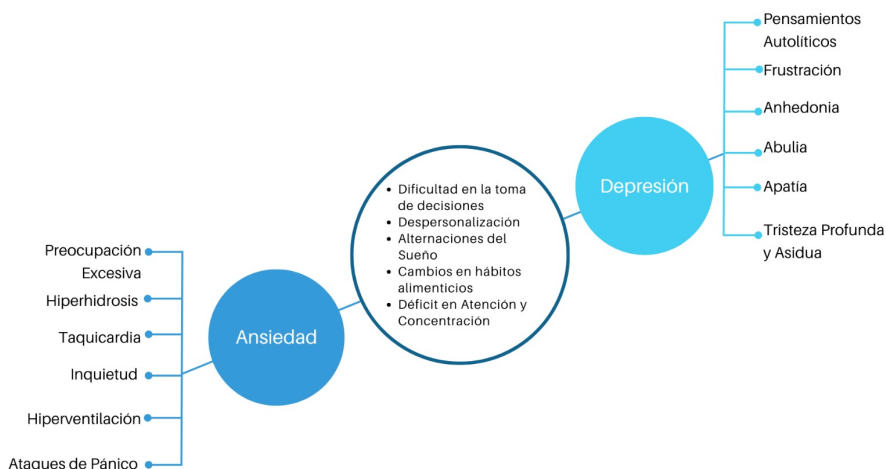 Ansiedad
Preocupación
Excesiva
Hiperhidrosis
Taquicardia
Inquietud
Hiperventilación
Ataques de Pánico
Dificultad en la toma
de decisiones
Despersonalización
Alternaciones del
Sueño
Cambios en hábitos
alimenticios
Déficit en Atención y
Concentración
Depresión
Pensamientos
Autolíticos
Frustración
Anhedonia
Abulia
Apatía
Tristeza Profunda
y Asidua